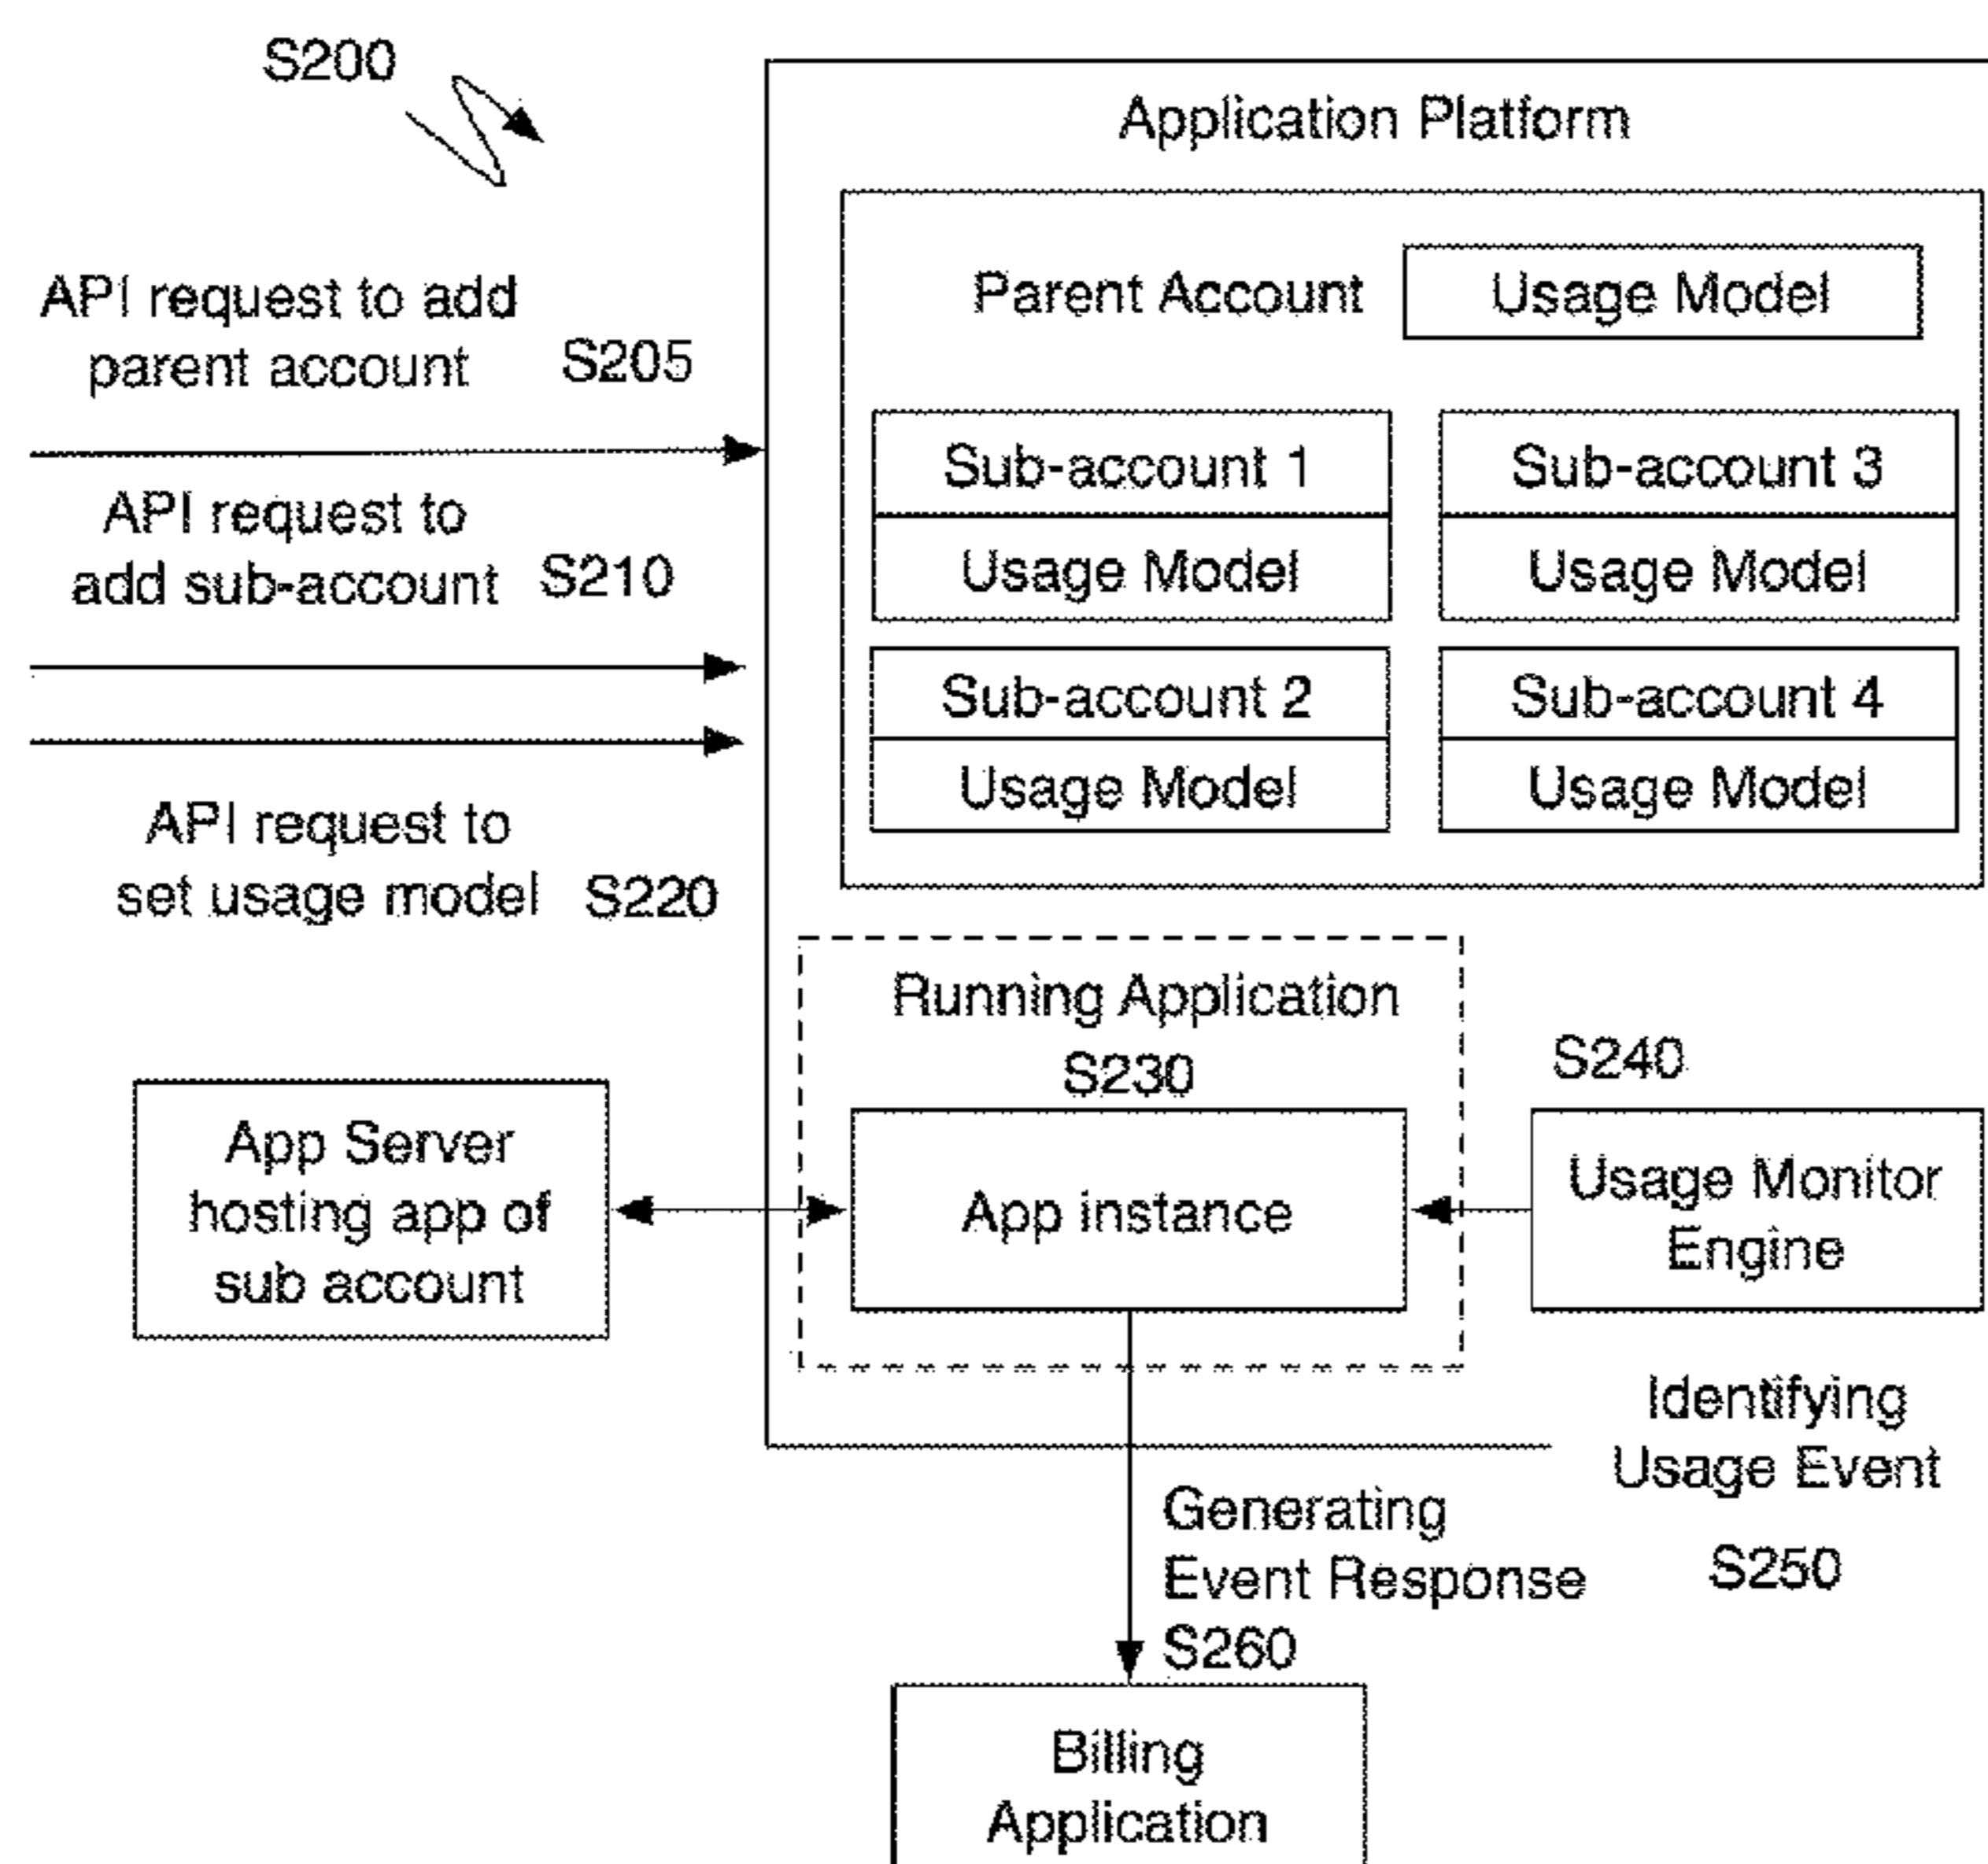 S200
Application Platform
API request to add
parent account S205
API request to
add sub-account S210
API request to
set usage model S220
Parent Account Usage Model
Sub-account 1
Usage Model
Sub-account 3
Usage Model
Sub-account 2
Usage Model
Sub-account 4
Usage Model
Running Application
S230
App Server
hosting app of
sub account
App instance
S240
Usage Monitor
Engine
Identifying
Usage Event
S250
Generating
Event Response
S260
Billing
Application